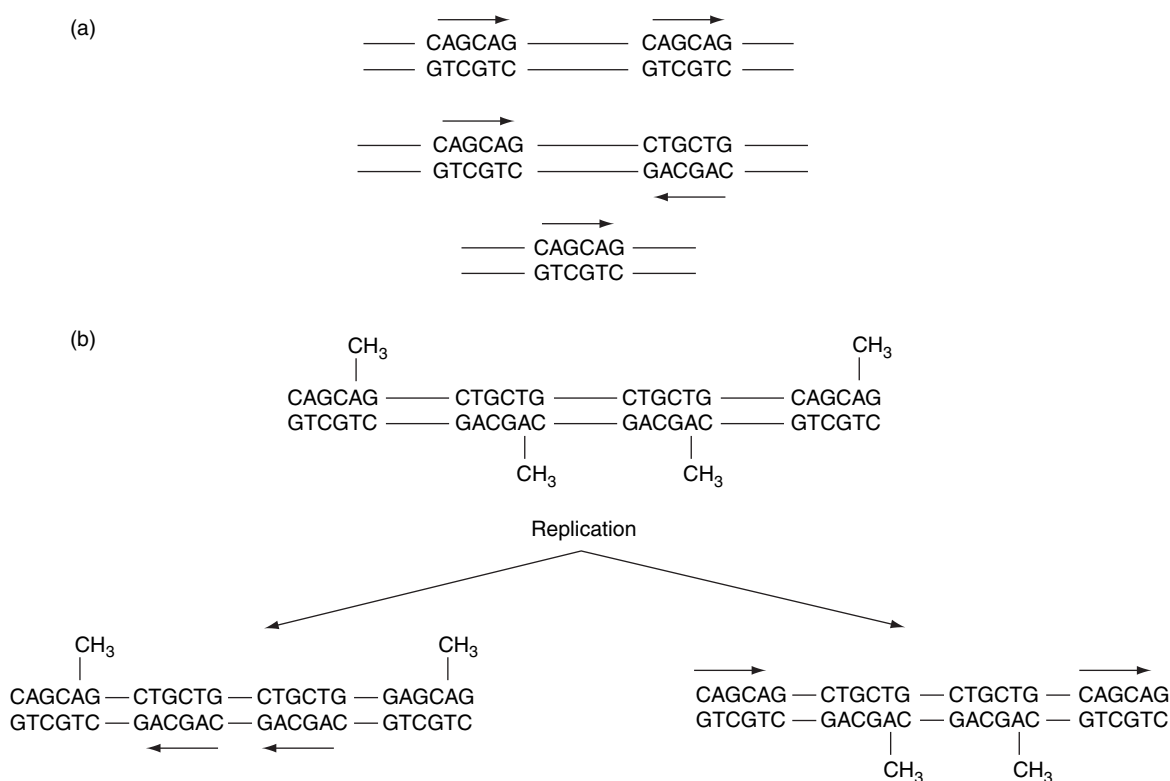 (a)
CAGCAG CAGCAG
GTCGTC GTCGTC
CAGCAG CTGCTG
GTCGTC GACGAC
CAGCAG
GTCGTC
(b)
CH3 CH3
CAGCAG CTGCTG CTGCTG CAGCAG
GTCGTC GACGAC GACGAC GTCGTC
CH3 CH3
Replication
CH3 CH3
CAGCAG CTGCTG CTGCTG GAGCAG
GTCGTC GACGAC GACGAC GTCGTC
CAGCAG CTGCTG CTGCTG CAGCAG
GTCGTC GACGAC GACGAC GTCGTC
CH3 CH3